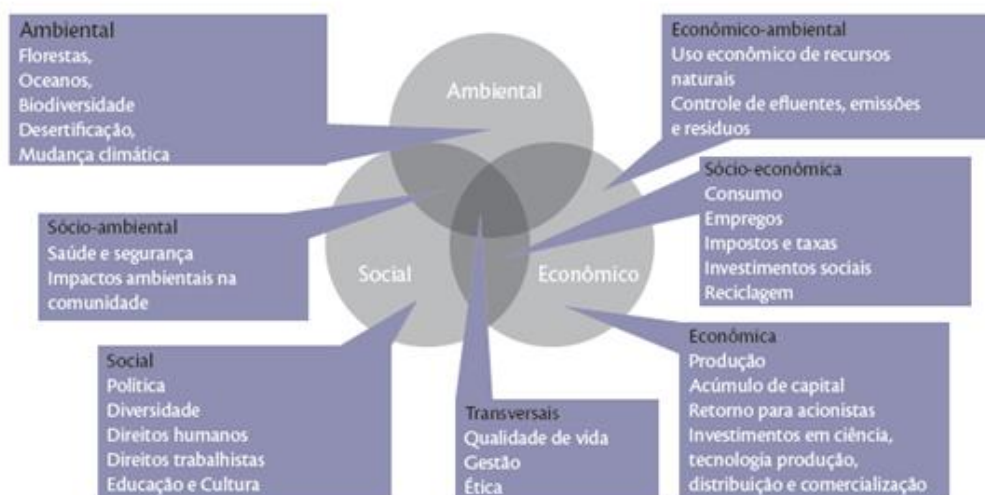 Ambiental
Florestas,
Oceanos,
Biodiversidade
Desertificação,
Mudança climática
Econômico-ambiental
Uso econômico de recursos
naturais
Controle de efluentes, emissões
e resíduos
Ambiental
Sócio-ambiental
Saúde e segurança
Impactos ambientais na
comunidade
Social
Econômico
Sócio-econômica
Consumo
Empregos
Impostos e taxas
Investimentos sociais
Reciclagem
Social
Política
Diversidade
Direitos humanos
Direitos trabalhistas
Educação e Cultura
Transversais
Qualidade de vida
Gestão
Ética
Econômica
Produção
Acúmulo de capital
Retorno para acionistas
Investimentos em ciência,
tecnologia produção,
distribuição e comercialização